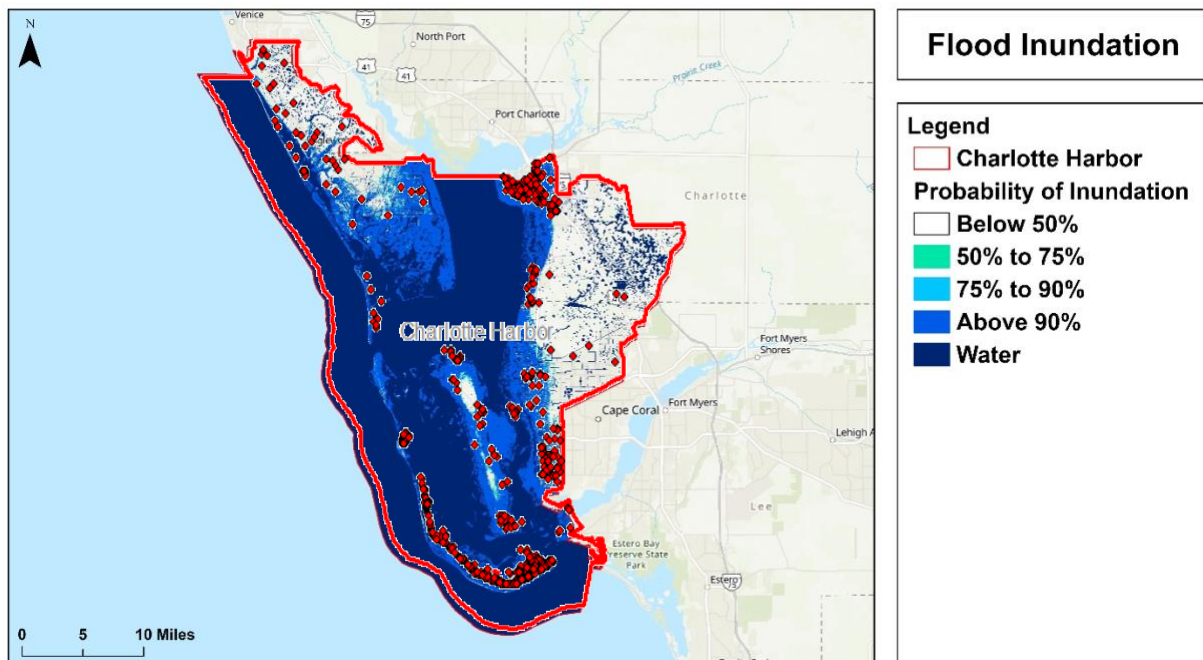 Flood Inundation
N
Venice
75
North Port
41
41
Prairie Creek
Port Charlotte
Charlotte
Charlotte Harbor
Fort Myers
Shores
Cape Coral
Fort Myers
Lehigh A
Lee
Estero Bay
Preserve State
Park
Estero
75
0 5 10 Miles
Legend
Charlotte Harbor
Probability of Inundation
Below 50%
50% to 75%
75% to 90%
Above 90%
Water